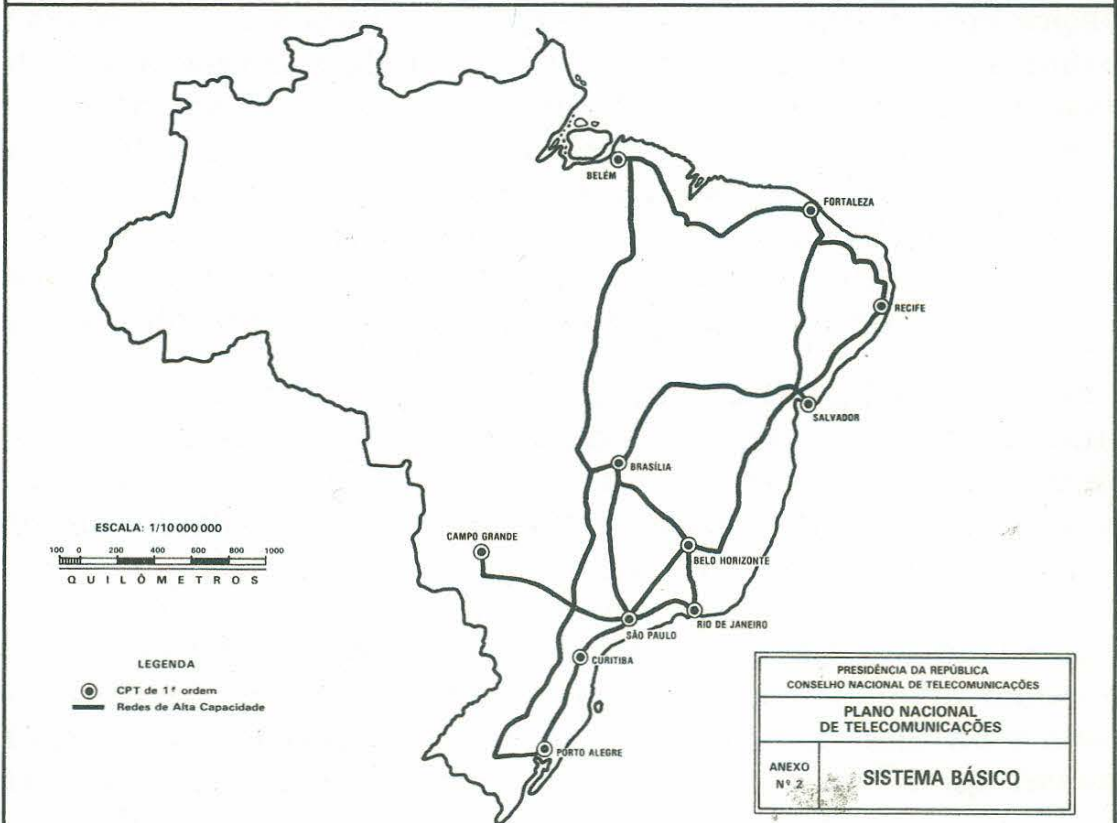 BELÉM
FORTALEZA
RECIFE
SALVADOR
BRASÍLIA
ESCALA: 1/10 000 000
100 0 200 400 600 800 1000
QUILÔMETROS
CAMPO GRANDE
BELO HORIZONTE
RIO DE JANEIRO
SÃO PAULO
CURITIBA
PORTO ALEGRE
LEGENDA
CPT de 1ª ordem
Redes de Alta Capacidade
PRESIDÊNCIA DA REPÚBLICA
CONSELHO NACIONAL DE TELECOMUNICAÇÕES
PLANO NACIONAL
DE TELECOMUNICAÇÕES
ANEXO
Nº 2
SISTEMA BÁSICO